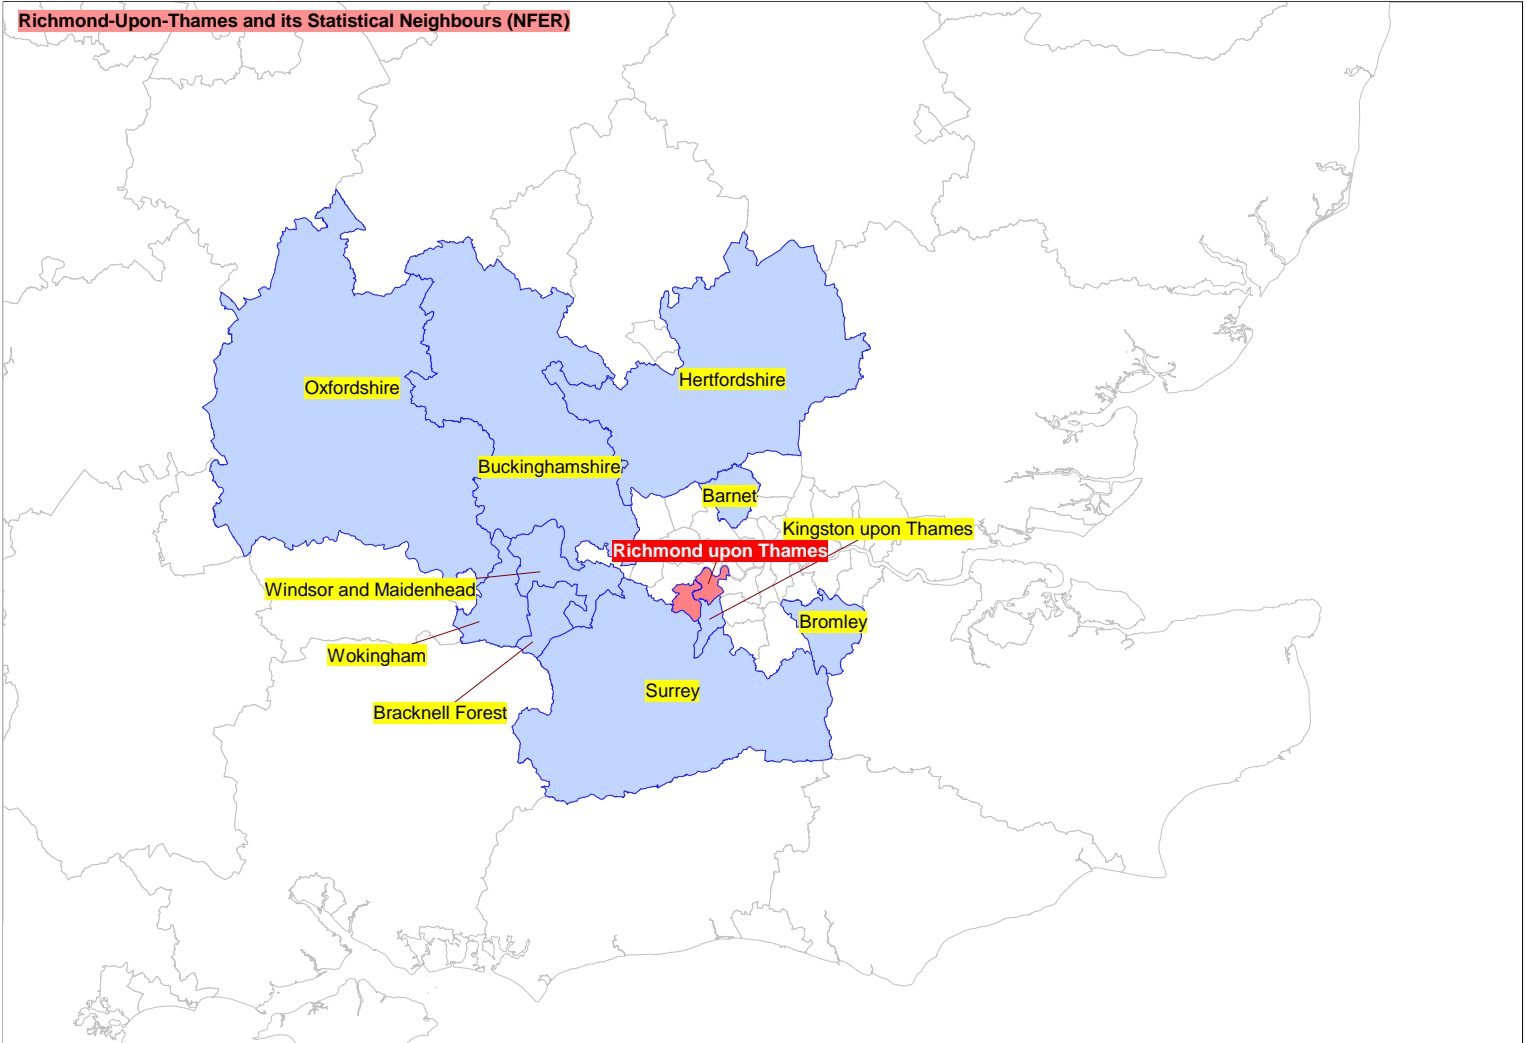 Richmond-Upon-Thames and its Statistical Neighbours (NFER)
Hertfordshire
Oxfordshire
Buckinghamshire
Barnet
Kingston upon Thames
Richmond upon Thames
Windsor and Maidenhead
Bromley
Wokingham
Surrey
Bracknell Forest